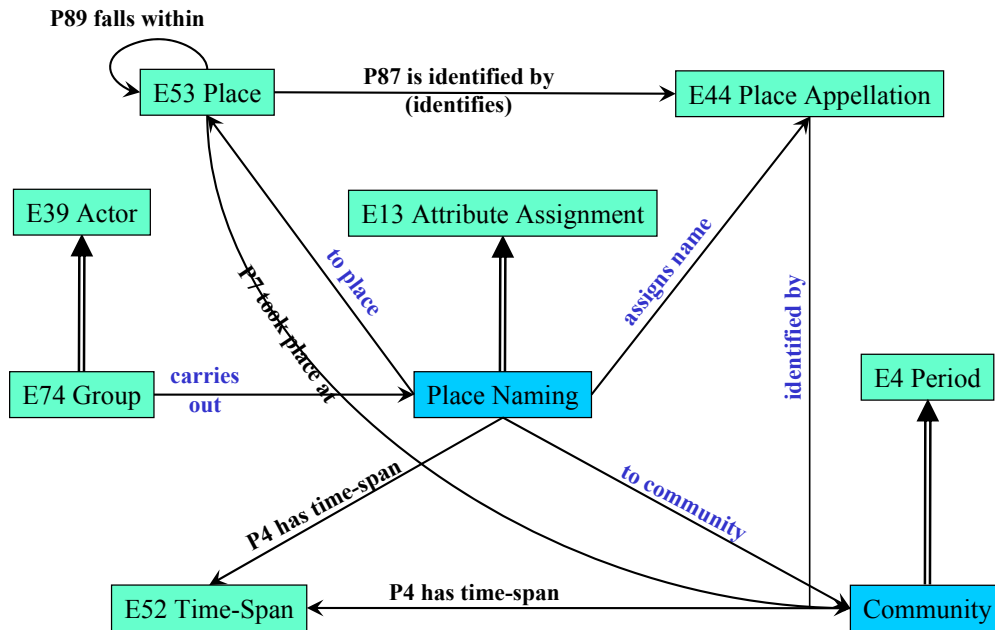 P89 falls within
E53 Place
P87 is identified by
(identifies)
E44 Place Appellation
E39 Actor
E13 Attribute Assignment
to place
P7 took place at
assigns name
identified by
E74 Group
carries
out
Place Naming
E4 Period
P4 has time-span
to community
E52 Time-Span
P4 has time-span
Community